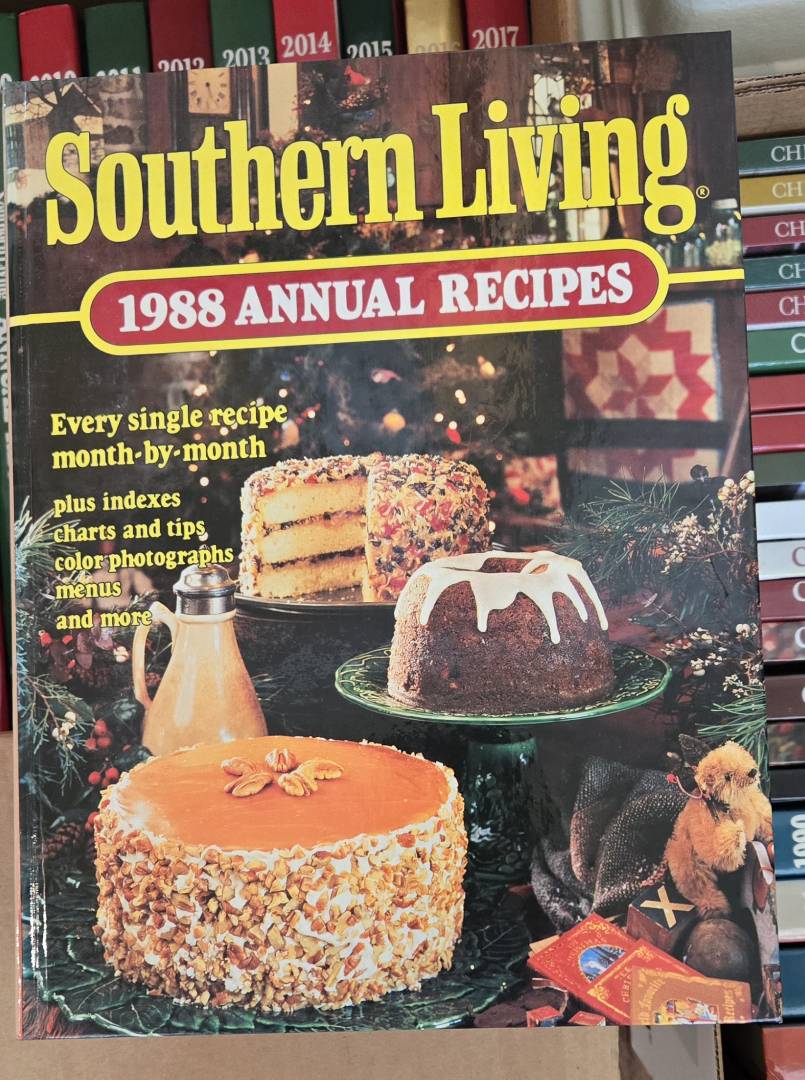 2012
2013
2014
2015
2017
Southern Living®
1988 ANNUAL RECIPES
Every single recipe
month-by-month
plus indexes
charts and tips
color photographs
menus
and more
X
Recipes
CH
CH
CH
CH
CH
C